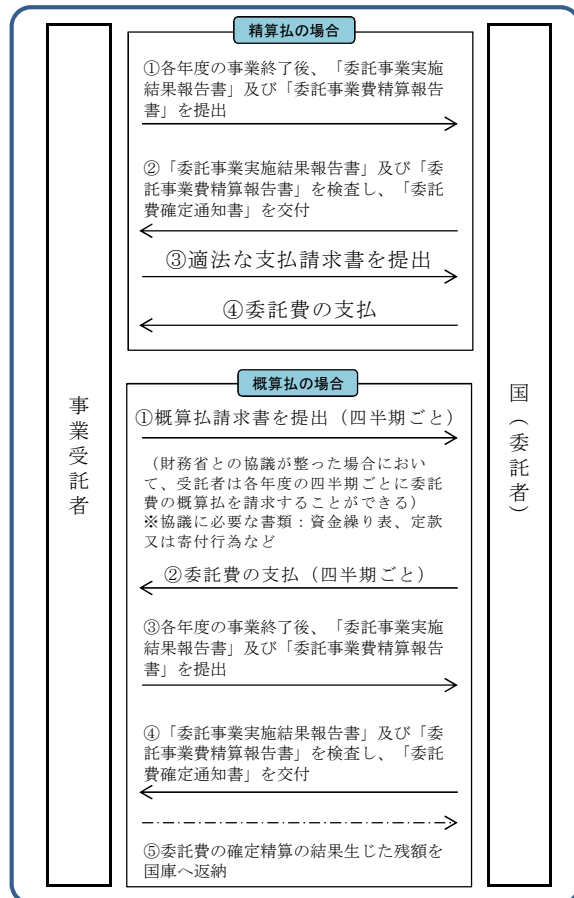 精算払の場合
①各年度の事業終了後、「委託事業実施
結果報告書」及び「委託事業費精算報告
書」を提出
②「委託事業実施結果報告書」及び「委
託事業費精算報告書」を検査し、「委託
費確定通知書」を交付
③適法な支払請求書を提出
④委託費の支払
概算払の場合
①概算払請求書を提出（四半期ごと）
（財務省との協議が整った場合におい
て、受託者は各年度の四半期ごとに委託
費の概算払を請求することができる）
※協議に必要な書類：資金繰り表、定款
又は寄付行為など
②委託費の支払（四半期ごと）
③各年度の事業終了後、「委託事業実施
結果報告書」及び「委託事業費精算報告
書」を提出
④「委託事業実施結果報告書」及び「委
託事業費精算報告書」を検査し、「委託
費確定通知書」を交付
⑤委託費の確定精算の結果生じた残額を
国庫へ返納
事業受託者
国（委託者）